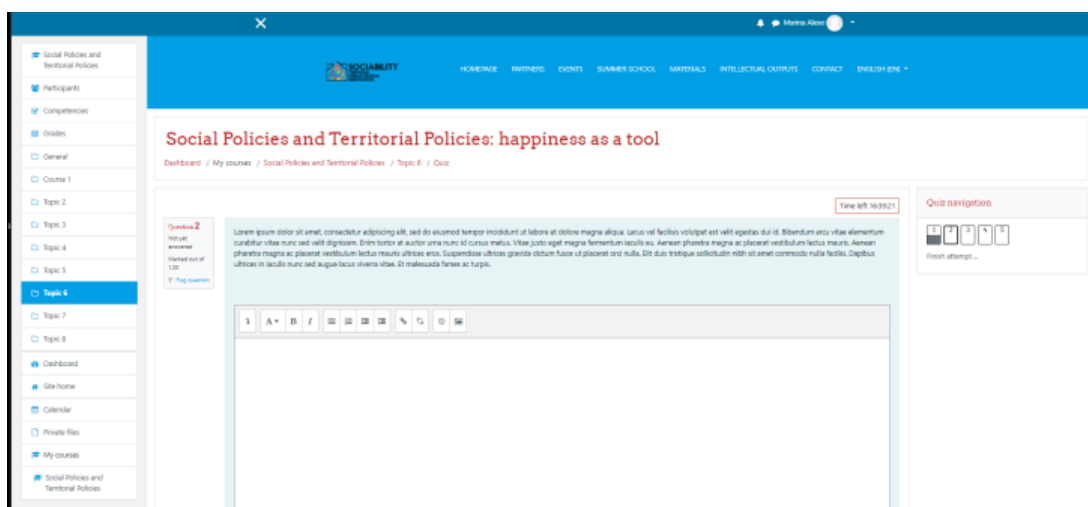 Marina Aliose
SOCIABILITY
HOMEPAGE PARTNERS EVENTS SUMMER SCHOOL MATERIALS INTELLECTUAL OUTPUTS CONTACT ENGLISH (EN)
Social Policies and
Territorial Policies
Participants
Competencies
Grades
General
Course 1
Topic 2
Topic 3
Topic 4
Topic 5
Topic 6
Topic 7
Topic 8
Dashboard
Site home
Calendar
Private files
My courses
Social Policies and
Territorial Policies
Social Policies and Territorial Policies: happiness as a tool
Dashboard / My courses / Social Policies and Territorial Policies / Topic 6 / Quiz
Time left 16:39:21
Question 2
Not yet
answered
Marked out of
1.00
Flag question
Lorem ipsum dolor sit amet, consectetur adipiscing elit, sed do eiusmod tempor incididunt ut labore et dolore magna aliqua. Lacus vel facilisis volutpat est velit egestas dui id. Bibendum arcu vitae elementum
curabitur vitae nunc sed velit dignissim. Enim tortor at auctor urna nunc id cursus metus. Vitae justo eget magna fermentum iaculis eu. Aenean pharetra magna ac placerat vestibulum lectus mauris. Aenean
pharetra magna ac placerat vestibulum lectus mauris ultrices eros. Suspendisse ultrices gravida dictum fusce ut placerat orci nulla. Elit duis tristique sollicitudin nibh sit amet commodo nulla facilisi. Dapibus
ultrices in iaculis nunc sed augue lacus viverra vitae. Et malesuada fames ac turpis.
A B I
Quiz navigation
1 2 3 4 5
Finish attempt ...